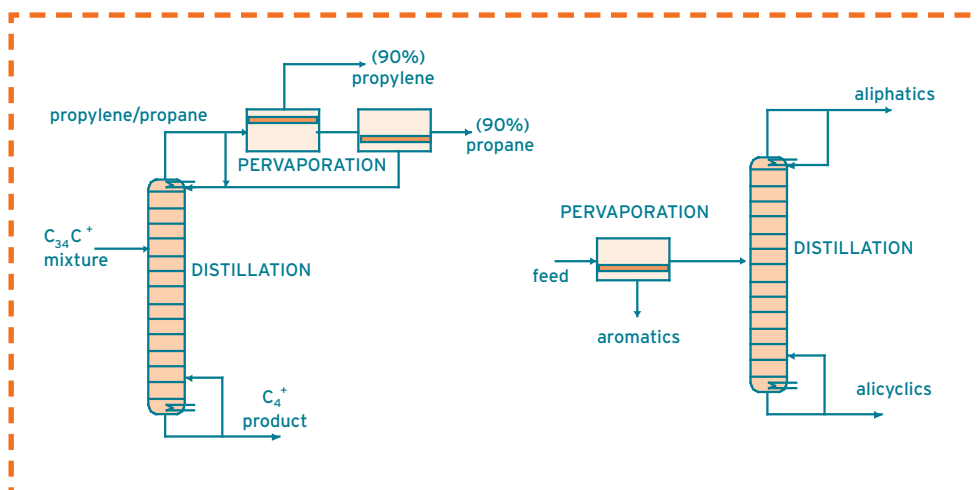 (90%)
propylene
propylene/propane
(90%)
propane
PERVAPORATION
C₃₄C⁺
mixture
DISTILLATION
C₄⁺
product
aliphatics
PERVAPORATION
DISTILLATION
feed
aromatics
alicyclics